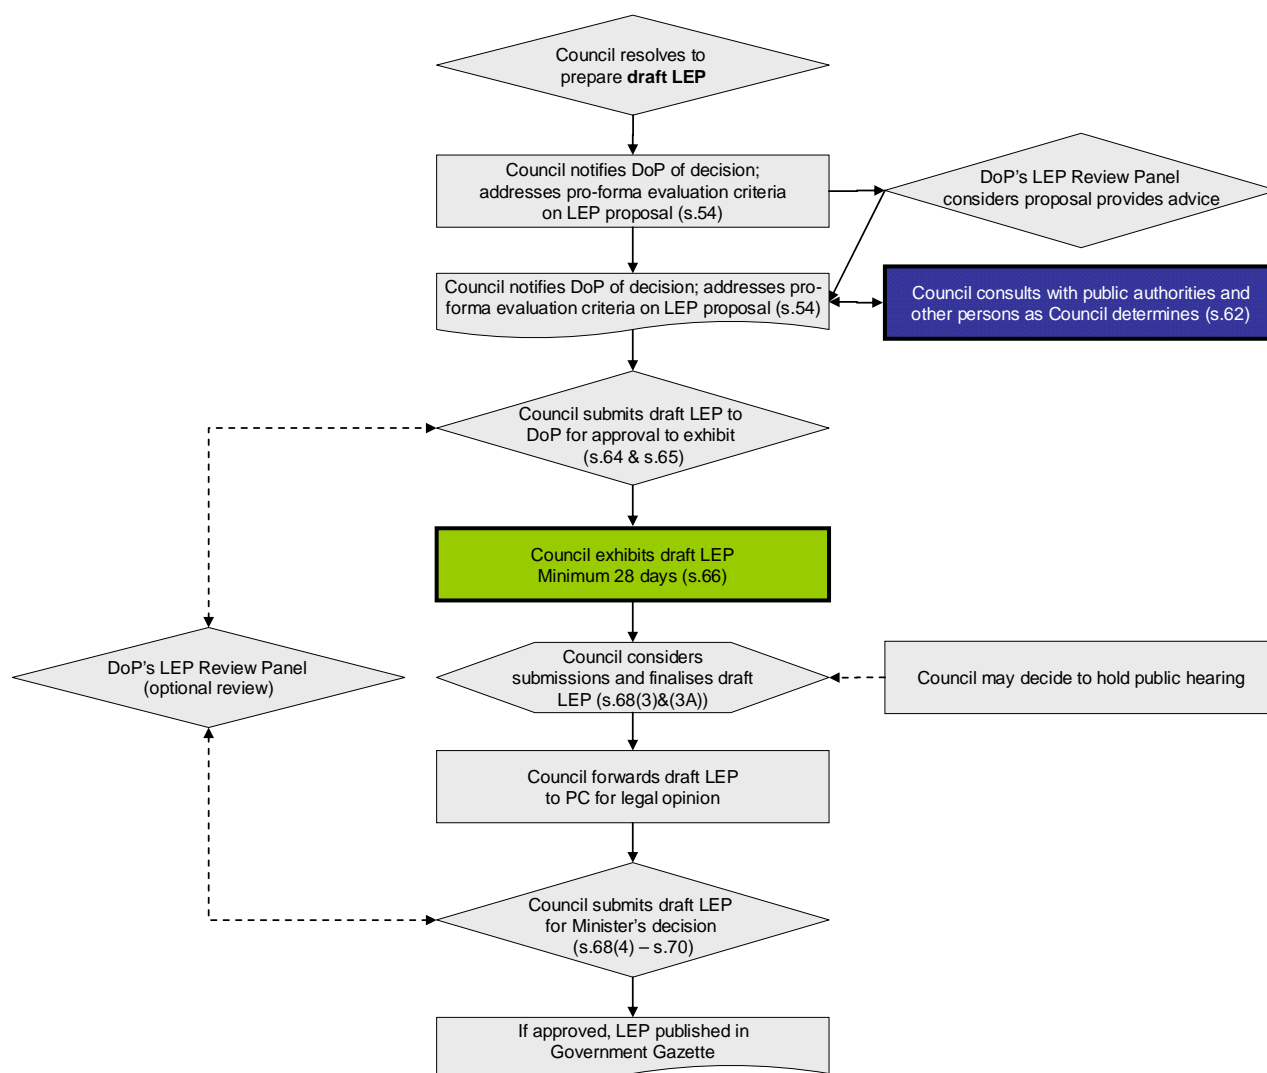 Council resolves to
prepare draft LEP
Council notifies DoP of decision;
addresses pro-forma evaluation criteria
on LEP proposal (s.54)
DoP's LEP Review Panel
considers proposal provides advice
Council notifies DoP of decision; addresses pro-
forma evaluation criteria on LEP proposal (s.54)
Council consults with public authorities and
other persons as Council determines (s.62)
Council submits draft LEP to
DoP for approval to exhibit
(s.64 & s.65)
Council exhibits draft LEP
Minimum 28 days (s.66)
DoP's LEP Review Panel
(optional review)
Council considers
submissions and finalises draft
LEP (s.68(3)&(3A))
Council may decide to hold public hearing
Council forwards draft LEP
to PC for legal opinion
Council submits draft LEP
for Minister's decision
(s.68(4) – s.70)
If approved, LEP published in
Government Gazette